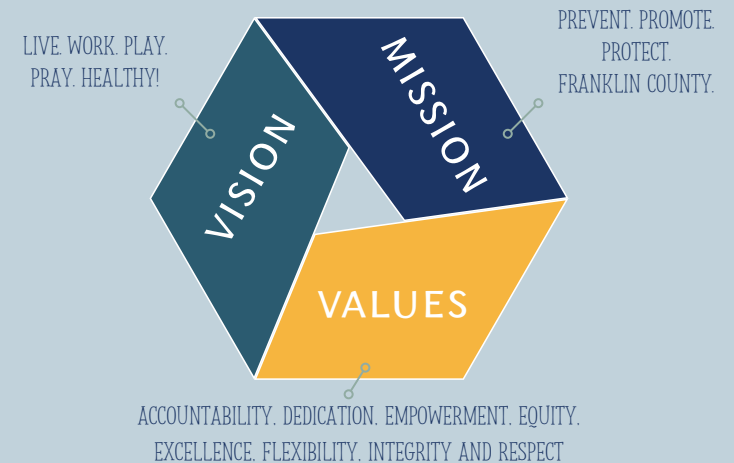 LIVE. WORK. PLAY.
PRAY. HEALTHY!
PREVENT. PROMOTE.
PROTECT.
FRANKLIN COUNTY.
VISION
MISSION
VALUES
ACCOUNTABILITY. DEDICATION. EMPOWERMENT. EQUITY.
EXCELLENCE. FLEXIBILITY. INTEGRITY AND RESPECT